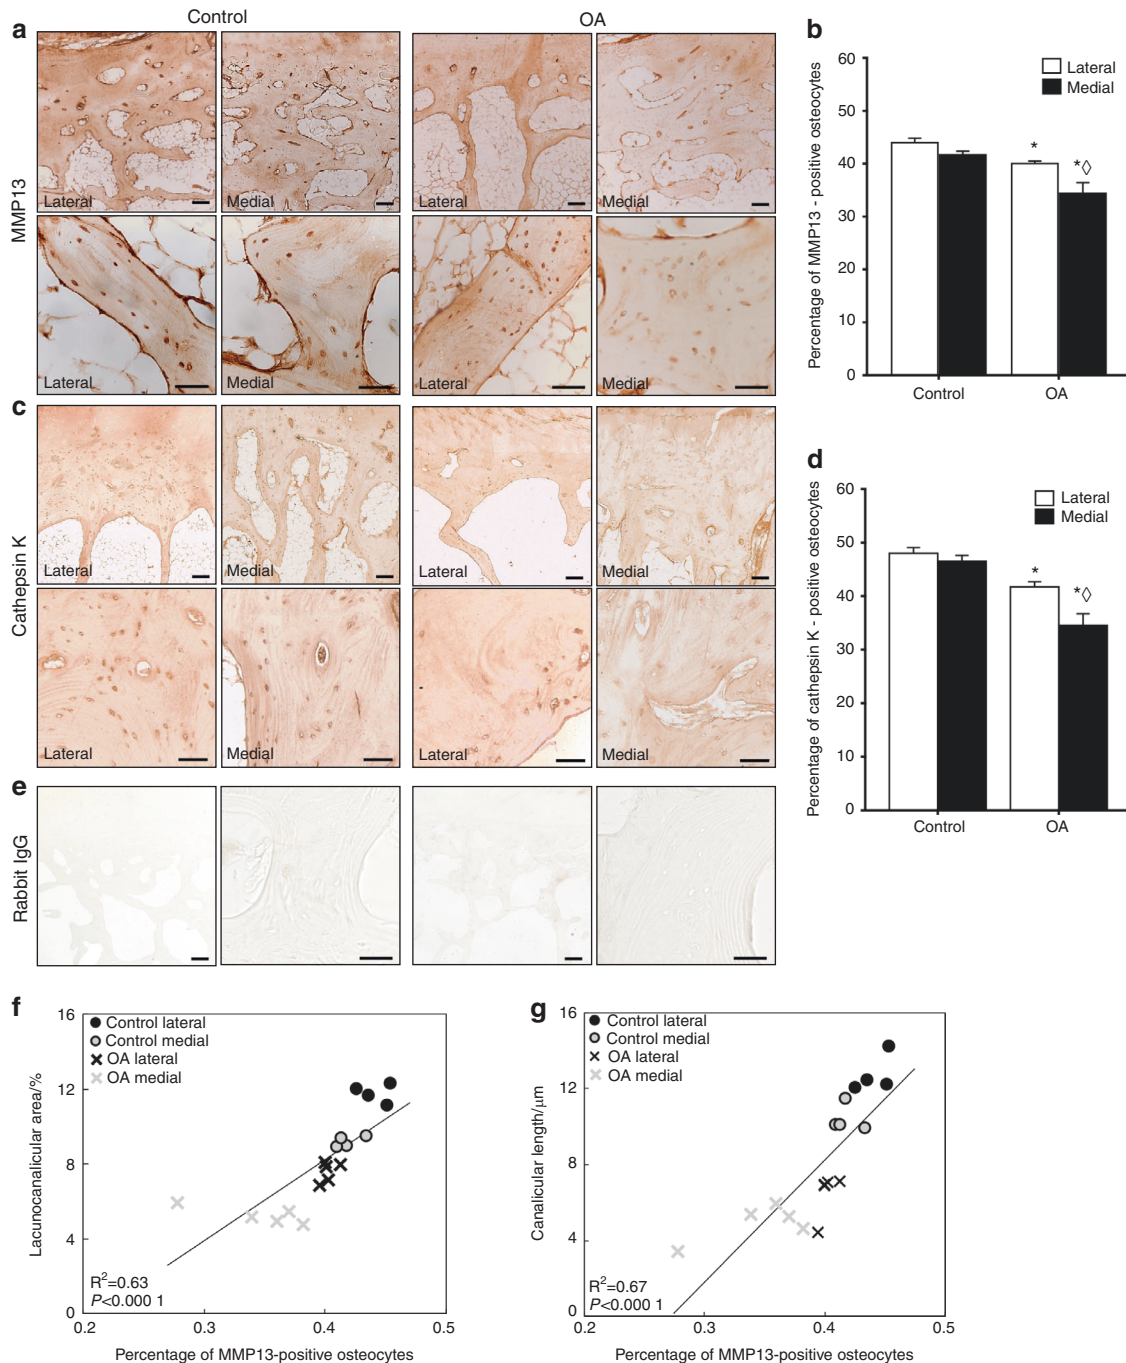 Control
OA
a
MMP13
Lateral
Medial
Lateral
Medial
Lateral
Medial
Lateral
Medial
b
Percentage of MMP13 - positive osteocytes
60
50
40
30
20
10
0
Lateral
Medial
*
*◊
Control
OA
c
Cathepsin K
Lateral
Medial
Lateral
Medial
Lateral
Medial
Lateral
Medial
d
Percentage of cathepsin K - positive osteocytes
60
50
40
30
20
10
0
Lateral
Medial
*
*◊
Control
OA
e
Rabbit IgG
f
Lacunocanalicular area/%
16
12
8
4
0
Control lateral
Control medial
OA lateral
OA medial
R²=0.63
P<0.000 1
0.2
0.3
0.4
0.5
Percentage of MMP13-positive osteocytes
g
Canalicular length/μm
16
12
8
4
0
Control lateral
Control medial
OA lateral
OA medial
R²=0.67
P<0.000 1
0.2
0.3
0.4
0.5
Percentage of MMP13-positive osteocytes